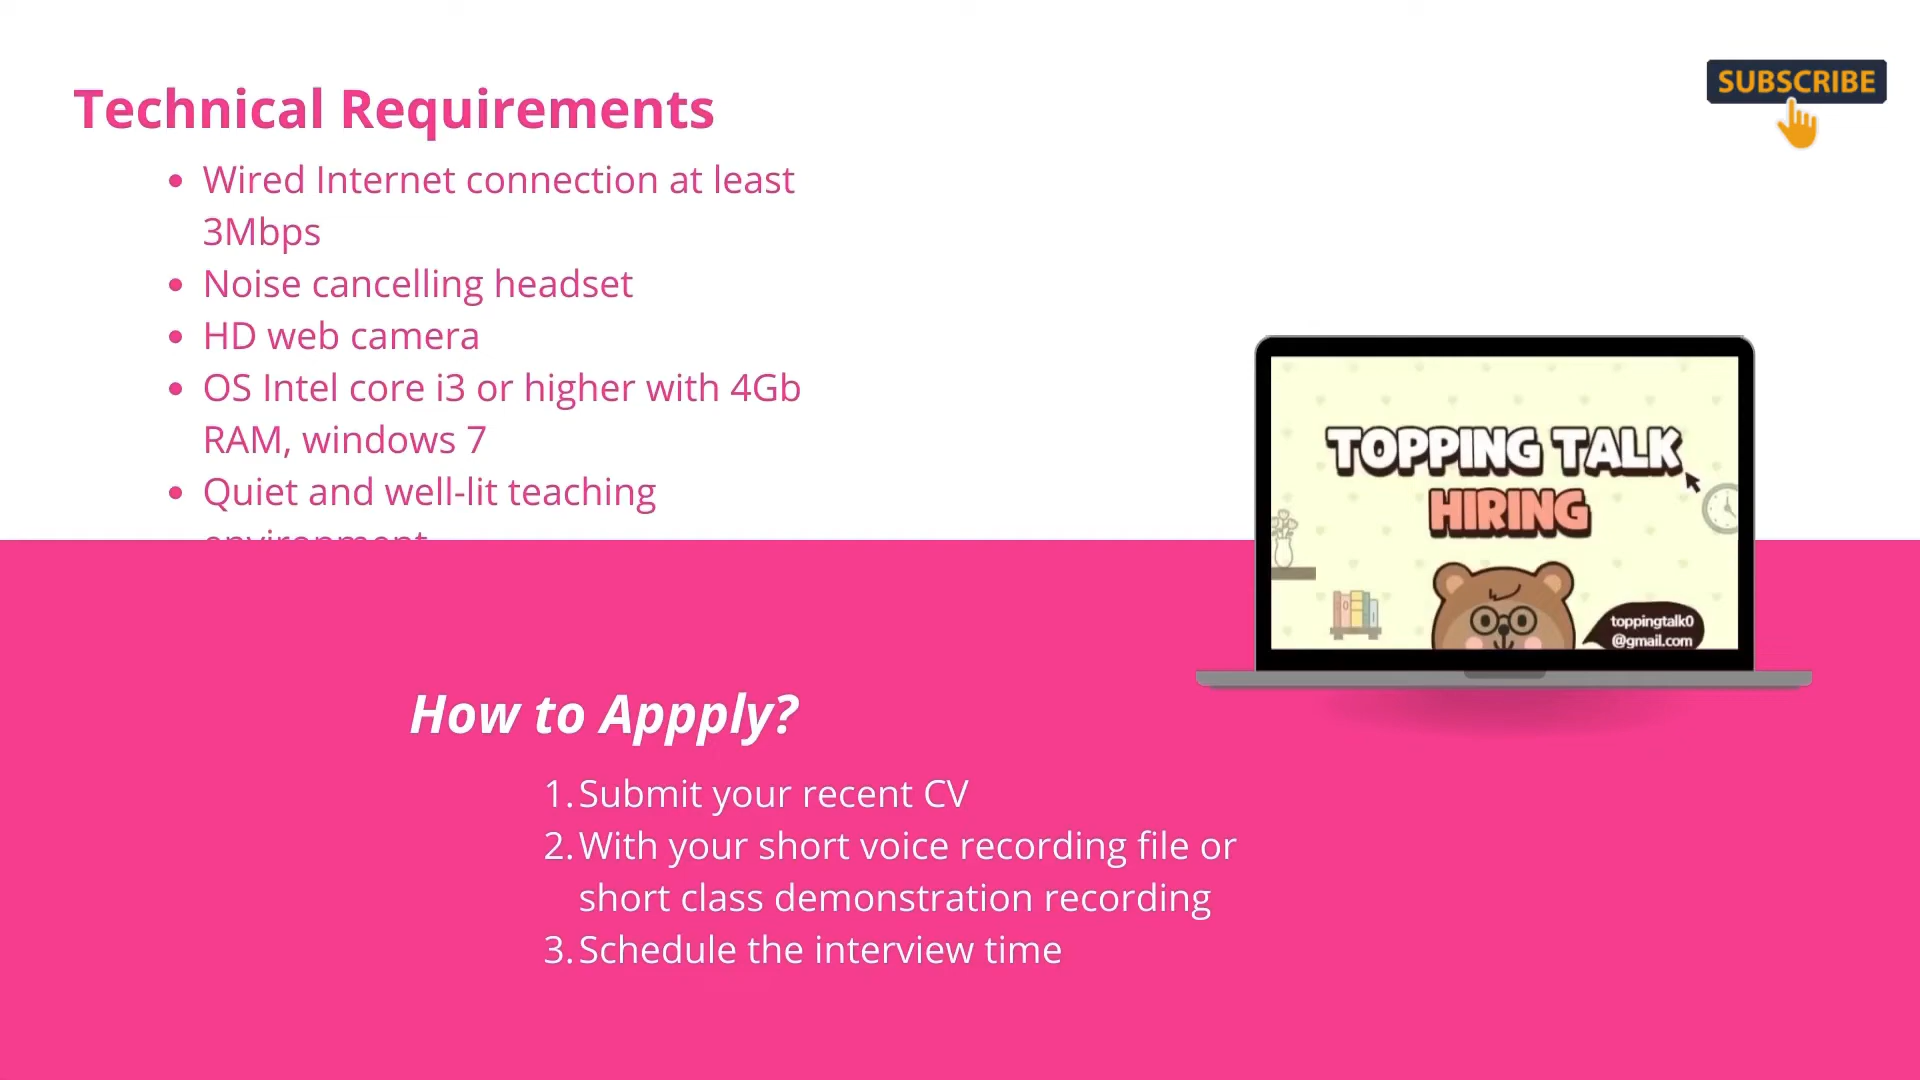 Technical Requirements
SUBSCRIBE
• Wired Internet connection at least
3Mbps
• Noise cancelling headset
• HD web camera
• OS Intel core i3 or higher with 4Gb
RAM, windows 7
• Quiet and well-lit teaching
environment
TOPPING TALK
HIRING
toppingtalk0
@gmail.com
How to Appply?
1. Submit your recent CV
2. With your short voice recording file or
short class demonstration recording
3. Schedule the interview time